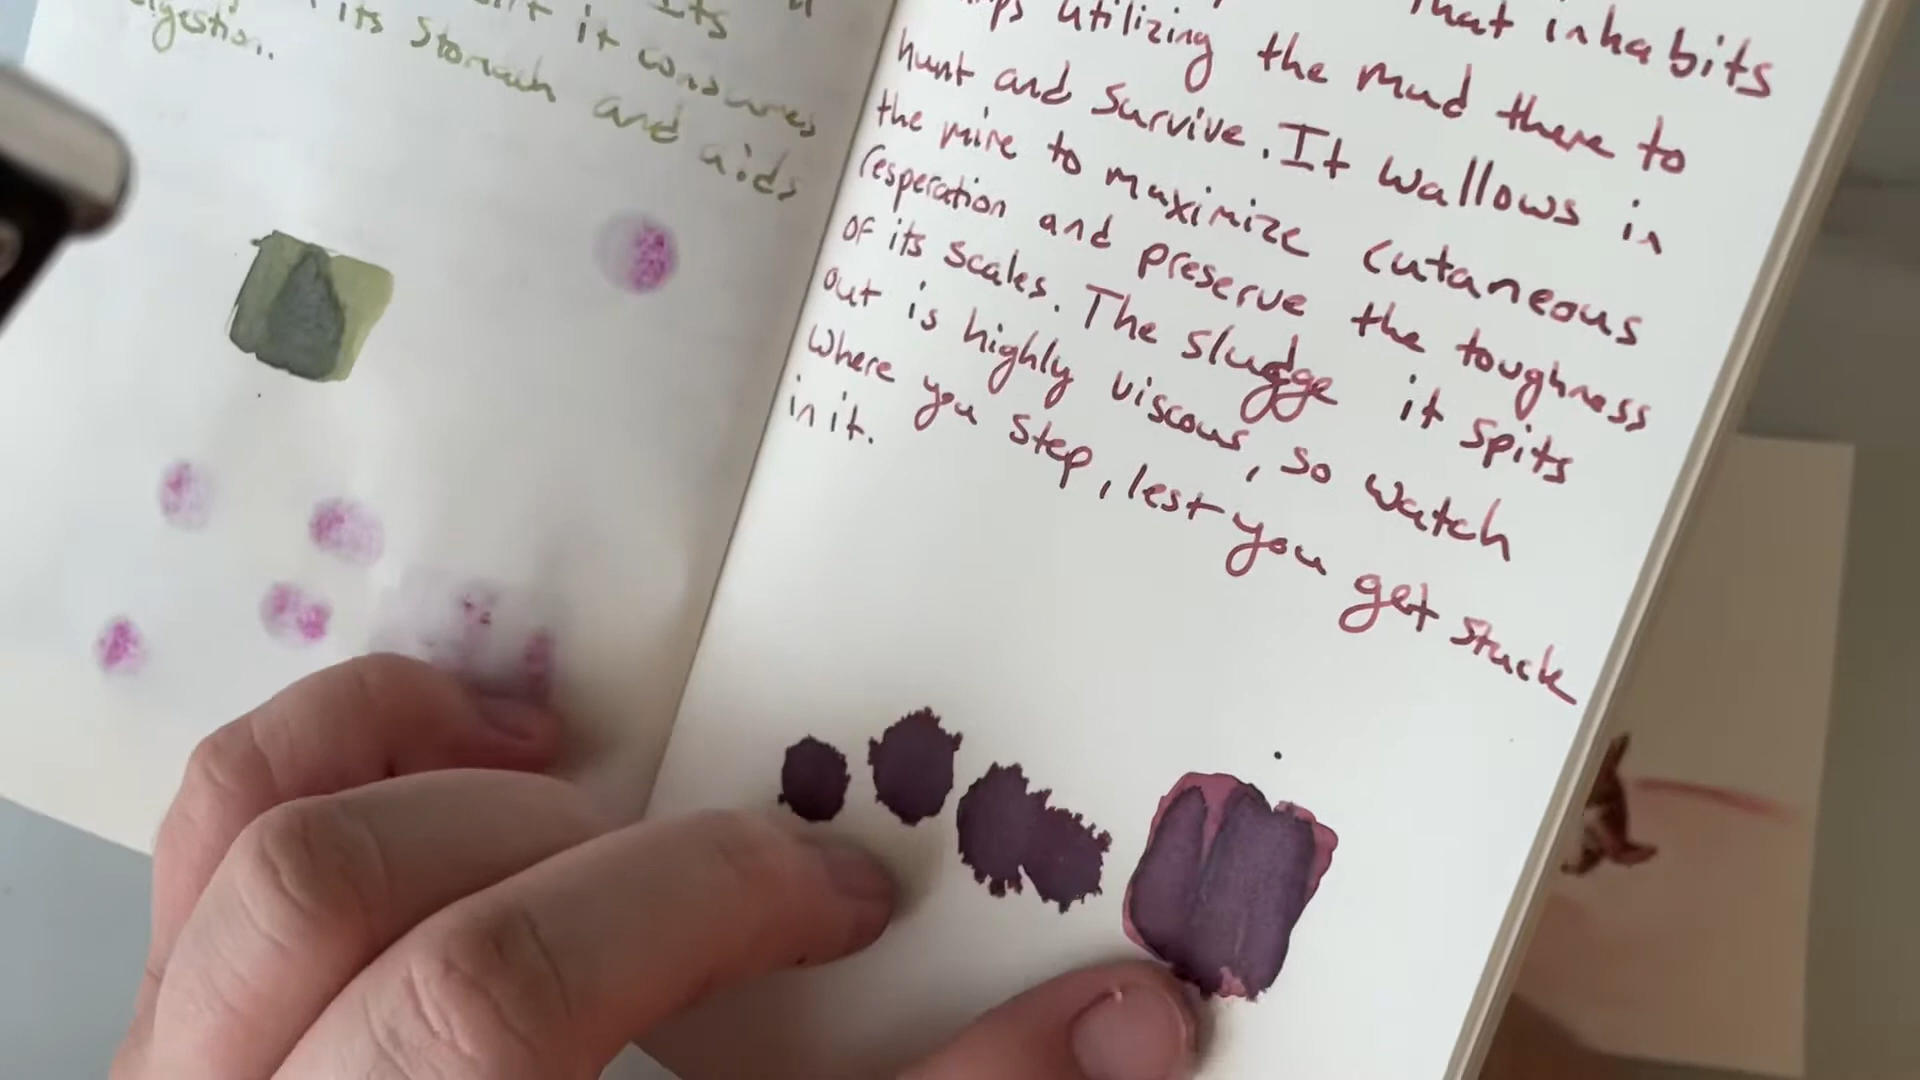 its
it consumes
its stomach and aids
That inhabits
utilizing the mud there to
hunt and survive. It wallows in
the mire to maximize cutaneous
resperation and preserve the toughness
of its scales. The sludge it spits
out is highly viscous, so watch
where you step, lest you get stuck
in it.